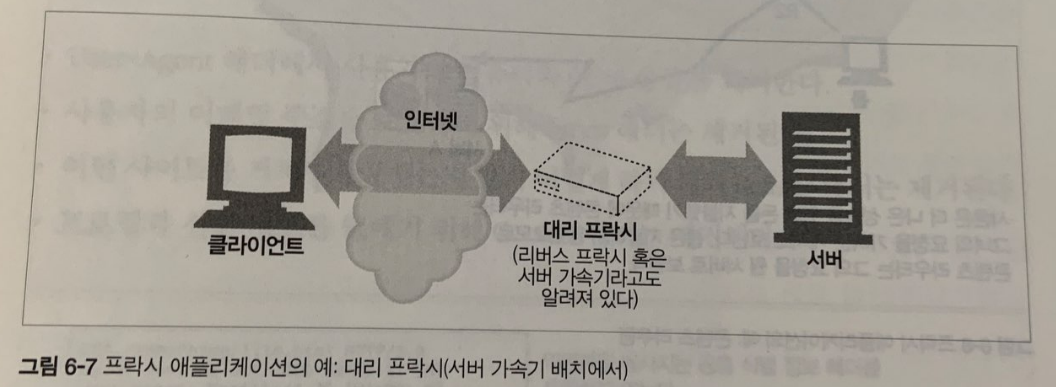 인터넷
클라이언트
대리 프락시
(리버스 프락시 혹은
서버 가속기라고도
알려져 있다)
서버
그림 6-7 프락시 애플리케이션의 예: 대리 프락시(서버 가속기 배치에서)